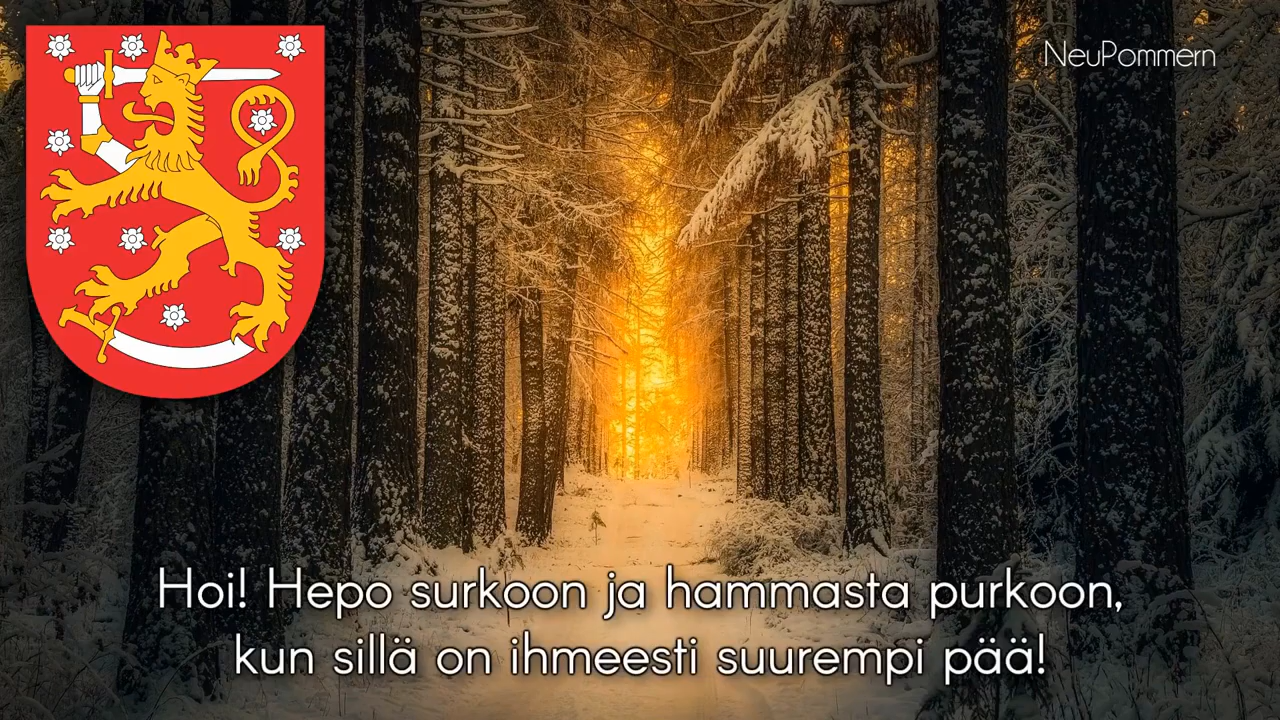 NeuPommern
Hoi! Hepo surkoon ja hammasta purkoon,
kun sillä on ihmeesti suurempi pää!